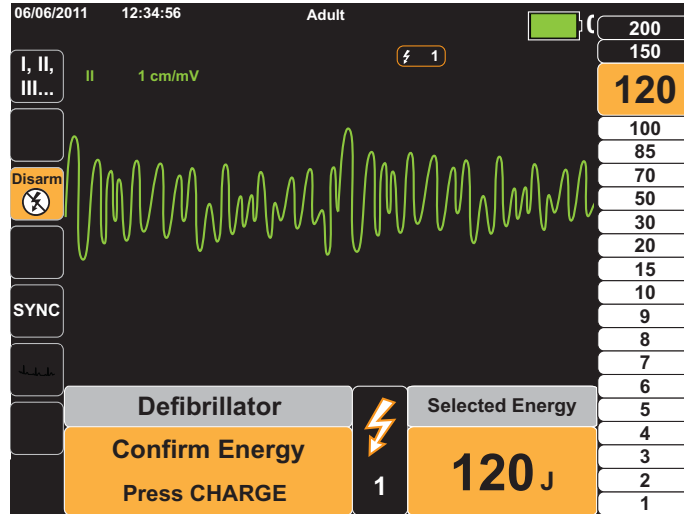 06/06/2011 12:34:56 Adult
1
I, II,
III...
II 1 cm/mV
Disarm
SYNC
Defibrillator
Confirm Energy
Press CHARGE
1
Selected Energy
120 J
200
150
120
100
85
70
50
30
20
15
10
9
8
7
6
5
4
3
2
1